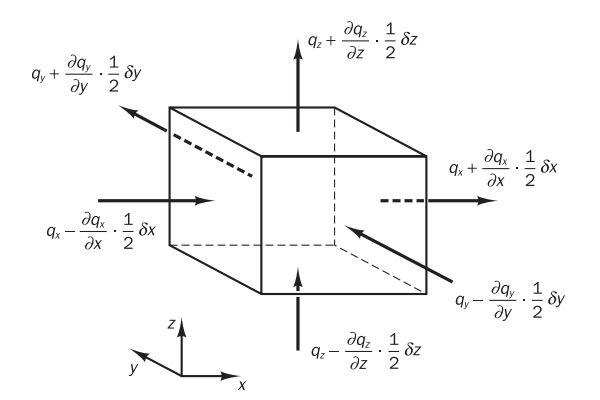 q_z + ∂q_z/∂z · 1/2 δz
q_y + ∂q_y/∂y · 1/2 δy
q_x + ∂q_x/∂x · 1/2 δx
q_x − ∂q_x/∂x · 1/2 δx
q_y − ∂q_y/∂y · 1/2 δy
q_z − ∂q_z/∂z · 1/2 δz
z
y
x